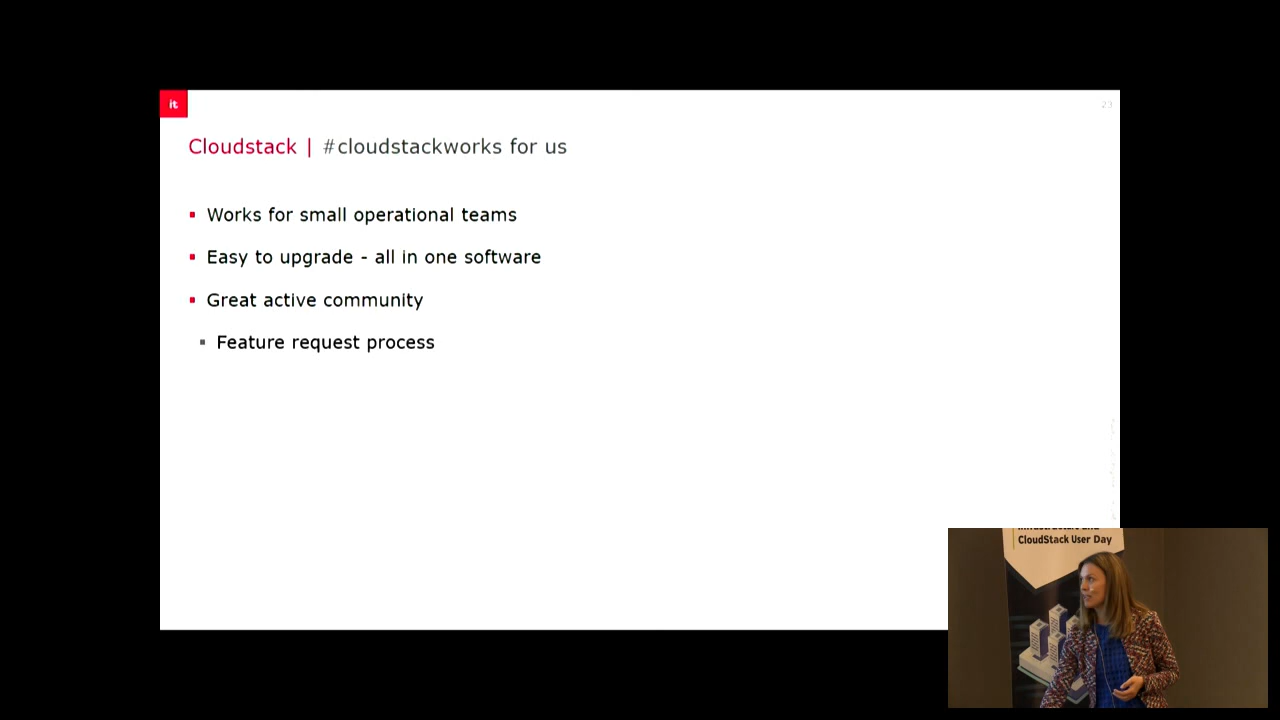 it
Cloudstack | #cloudstackworks for us
Works for small operational teams
Easy to upgrade - all in one software
Great active community
Feature request process
CloudStack User Day